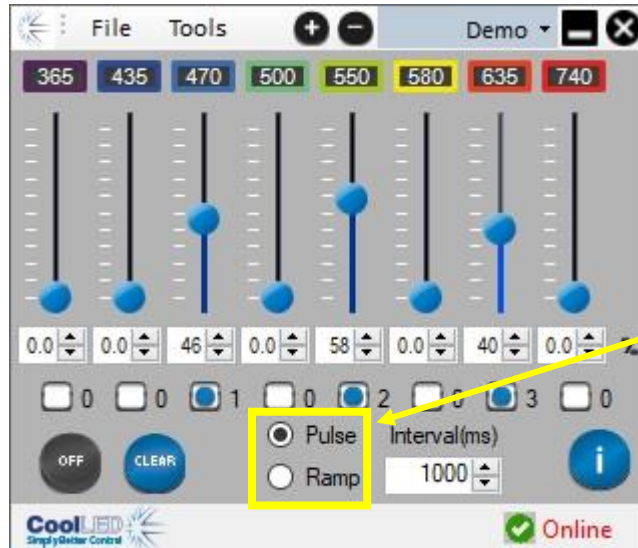 File Tools + - Demo
365 435 470 500 550 580 635 740
0.0 0.0 46 0.0 58 0.0 40 0.0 %
0 0 1 0 2 0 3 0
OFF CLEAR Pulse Interval(ms) i
Ramp 1000
CoolLED Online
Simply Better Control